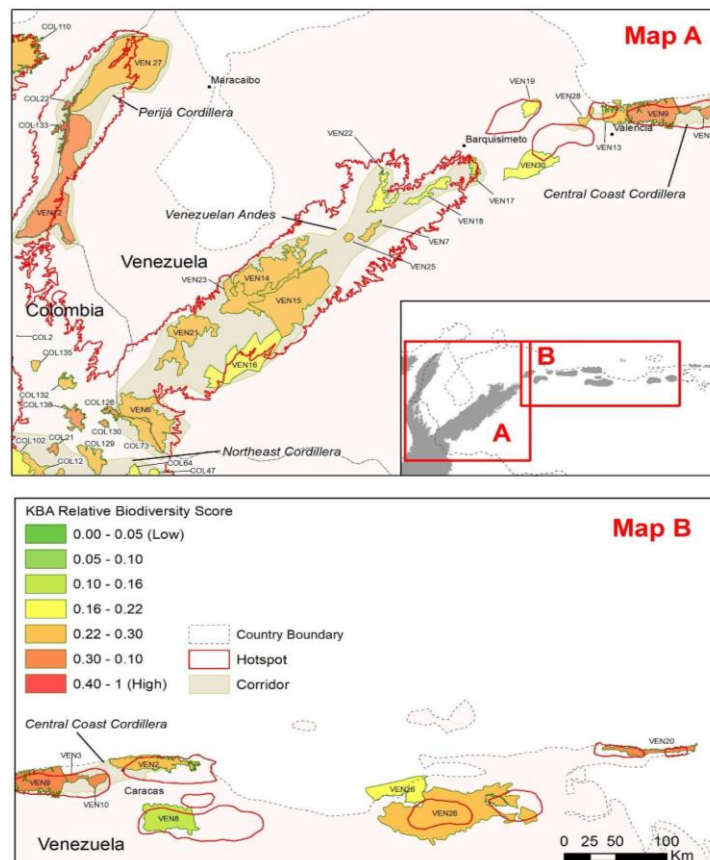 Map A
COL110
VEN 27
Maracaibo
COL22
COL133
Perijá Cordillera
VEN19
VEN28
VEN9
Valencia
VEN13
VEN22
Barquisimeto
VEN30
Central Coast Cordillera
VEN17
VEN18
Venezuelan Andes
VEN7
VEN25
Venezuela
VEN23
VEN14
VEN15
Colombia
COL2
COL135
VEN21
VEN16
COL132
COL138
COL128
VEN6
COL102
COL21
COL130
COL129
COL73
COL12
Northeast Cordillera
COL64
COL47
A
B
Map B
KBA Relative Biodiversity Score
0.00 - 0.05 (Low)
0.05 - 0.10
0.10 - 0.16
0.16 - 0.22
0.22 - 0.30
0.30 - 0.10
0.40 - 1 (High)
Country Boundary
Hotspot
Corridor
Central Coast Cordillera
VEN3
VEN2
VEN9
VEN10
Caracas
VEN8
VEN26
VEN26
VEN20
Venezuela
0 25 50 100
Km